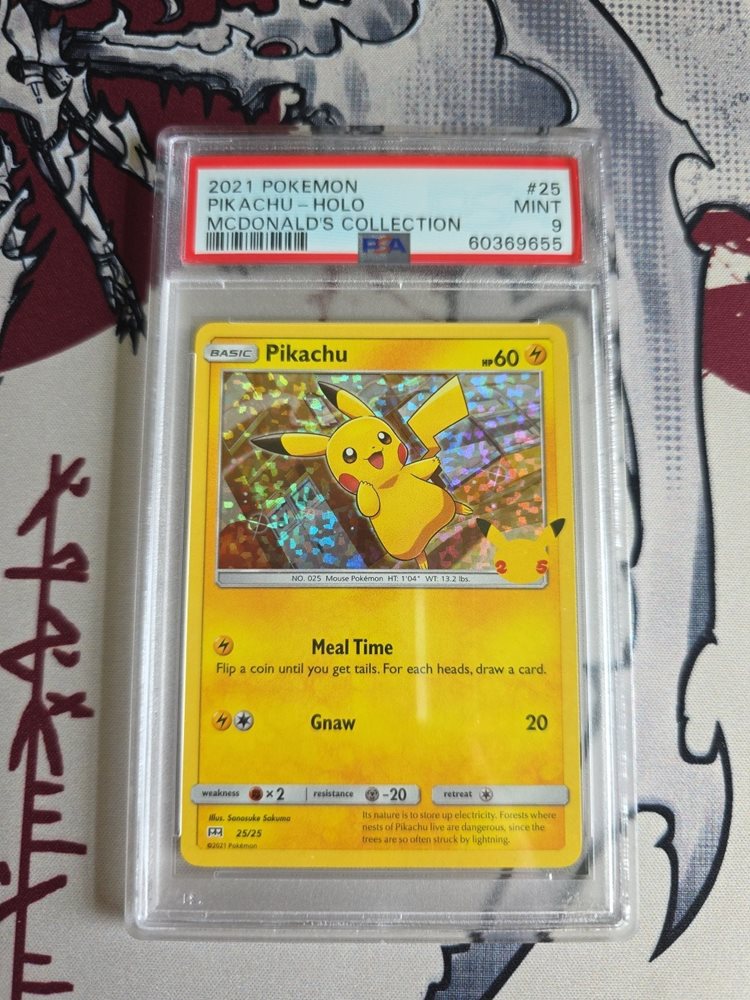 2021 POKEMON #25
PIKACHU - HOLO MINT
MCDONALD'S COLLECTION 9
PSA 60369655
BASIC Pikachu HP60
25
NO. 025 Mouse Pokémon HT: 1'04" WT: 13.2 lbs.
Meal Time
Flip a coin until you get tails. For each heads, draw a card.
Gnaw 20
weakness ×2 resistance -20 retreat
Illus. Sanosuke Sakuma
Its nature is to store up electricity. Forests where
nests of Pikachu live are dangerous, since the
trees are so often struck by lightning.
25/25
©2021 Pokémon